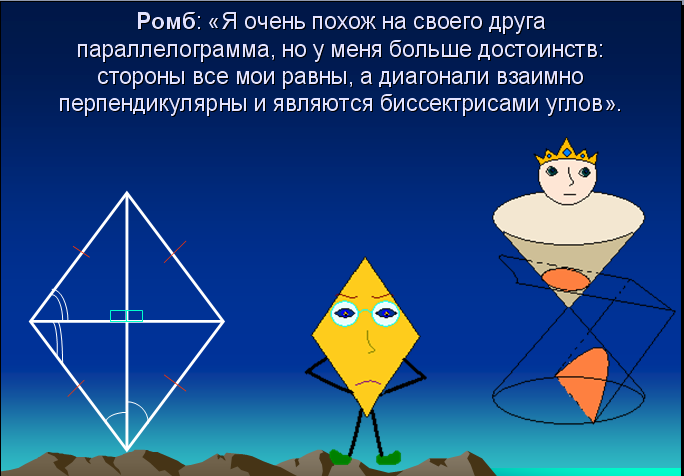 Ромб: «Я очень похож на своего друга
параллелограмма, но у меня больше достоинств:
стороны все мои равны, а диагонали взаимно
перпендикулярны и являются биссектрисами углов».